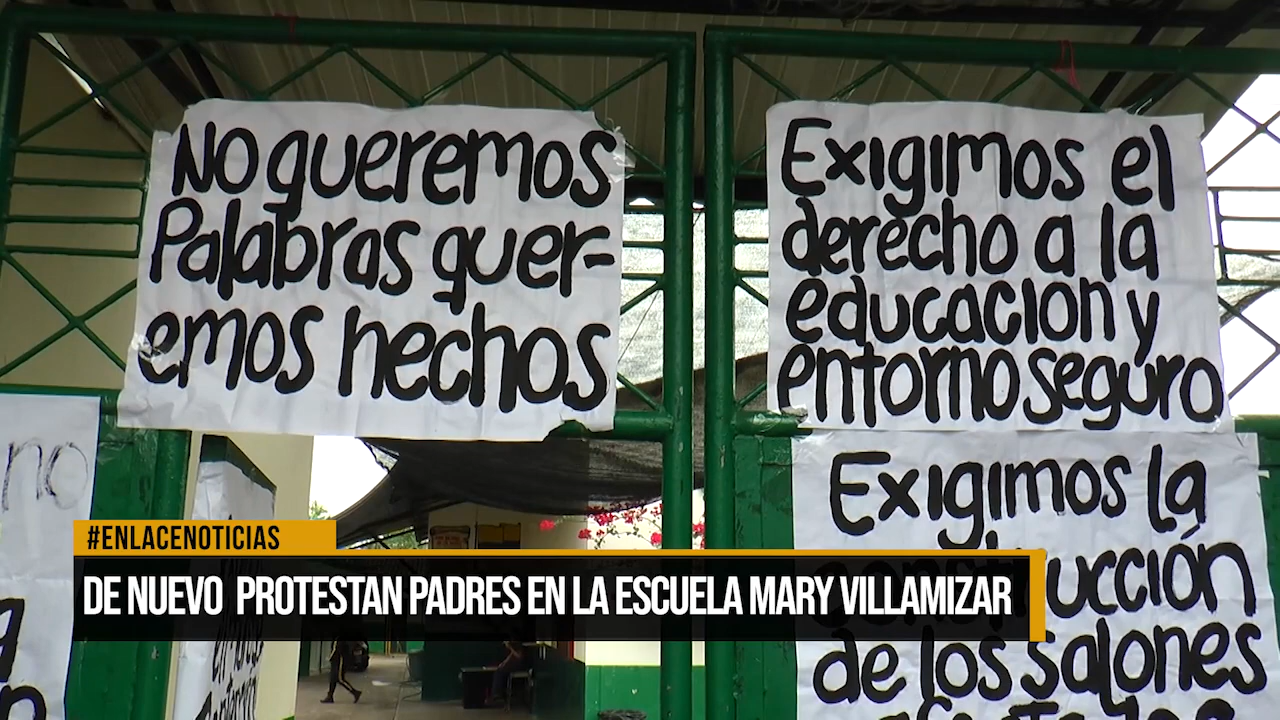 No queremos
Palabras quer-
emos hechos
Exigimos el
derecho a la
educacion y
entorno seguro
Exigimos la
construcción
de los salones
#ENLACENOTICIAS
DE NUEVO PROTESTAN PADRES EN LA ESCUELA MARY VILLAMIZAR